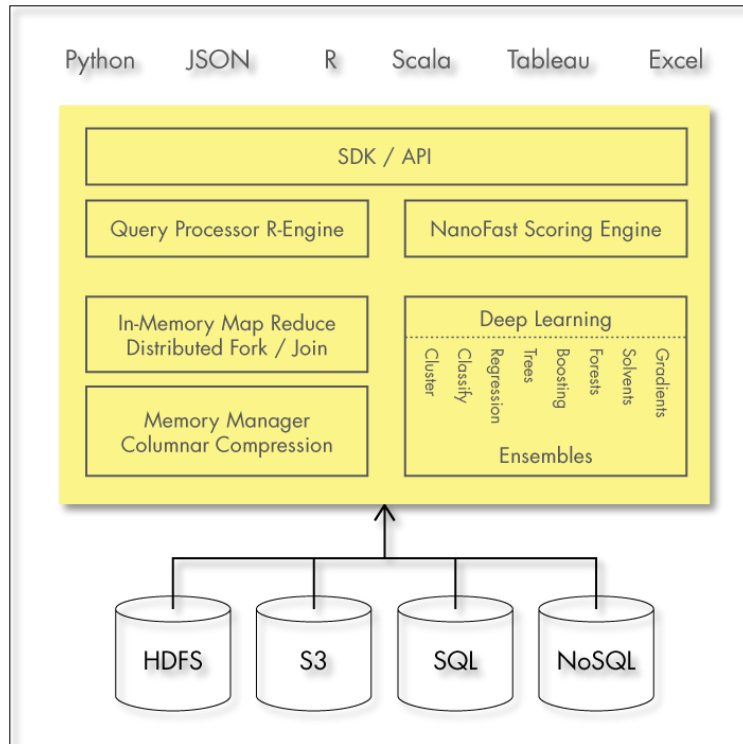 Python JSON R Scala Tableau Excel
SDK / API
Query Processor R-Engine
NanoFast Scoring Engine
In-Memory Map Reduce
Distributed Fork / Join
Memory Manager
Columnar Compression
Deep Learning
Cluster
Classify
Regression
Trees
Boosting
Forests
Solvents
Gradients
Ensembles
HDFS S3 SQL NoSQL